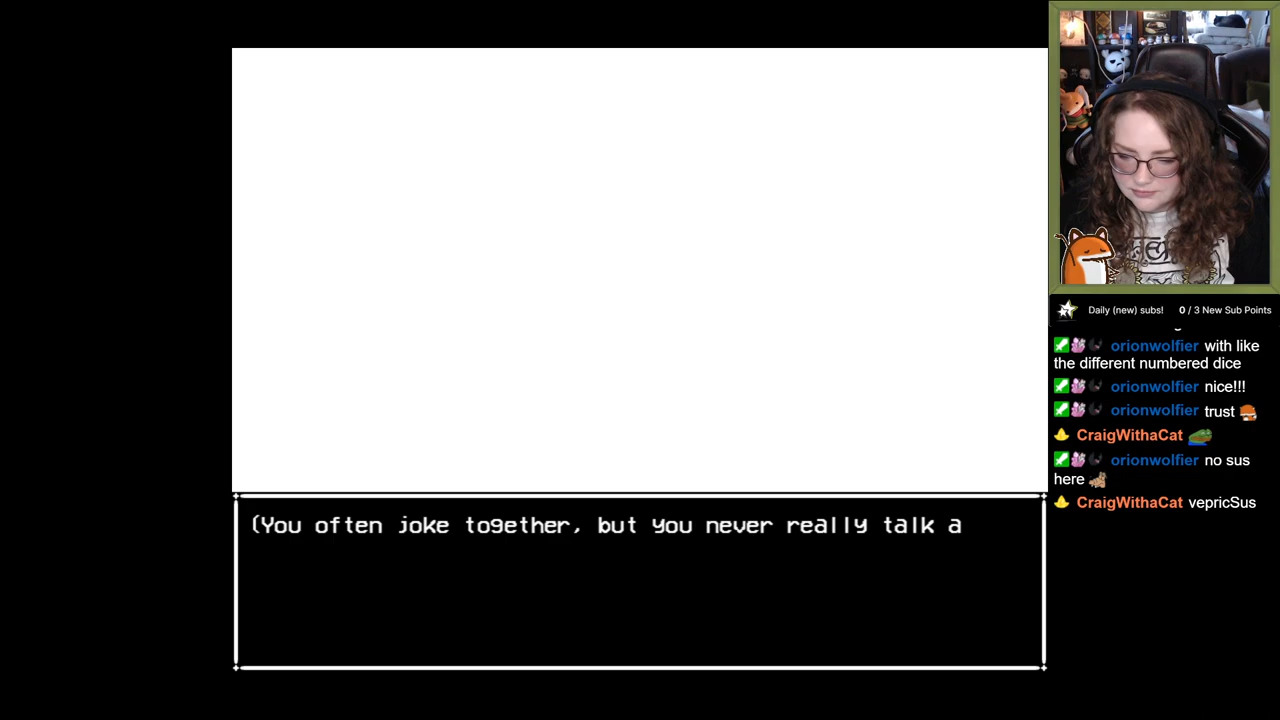 (You often joke together, but you never really talk a
Daily (new) subs! 0 / 3 New Sub Points
orionwolfier with like
the different numbered dice
orionwolfier nice!!!
orionwolfier trust
CraigWithaCat
orionwolfier no sus
here
CraigWithaCat vepricSus